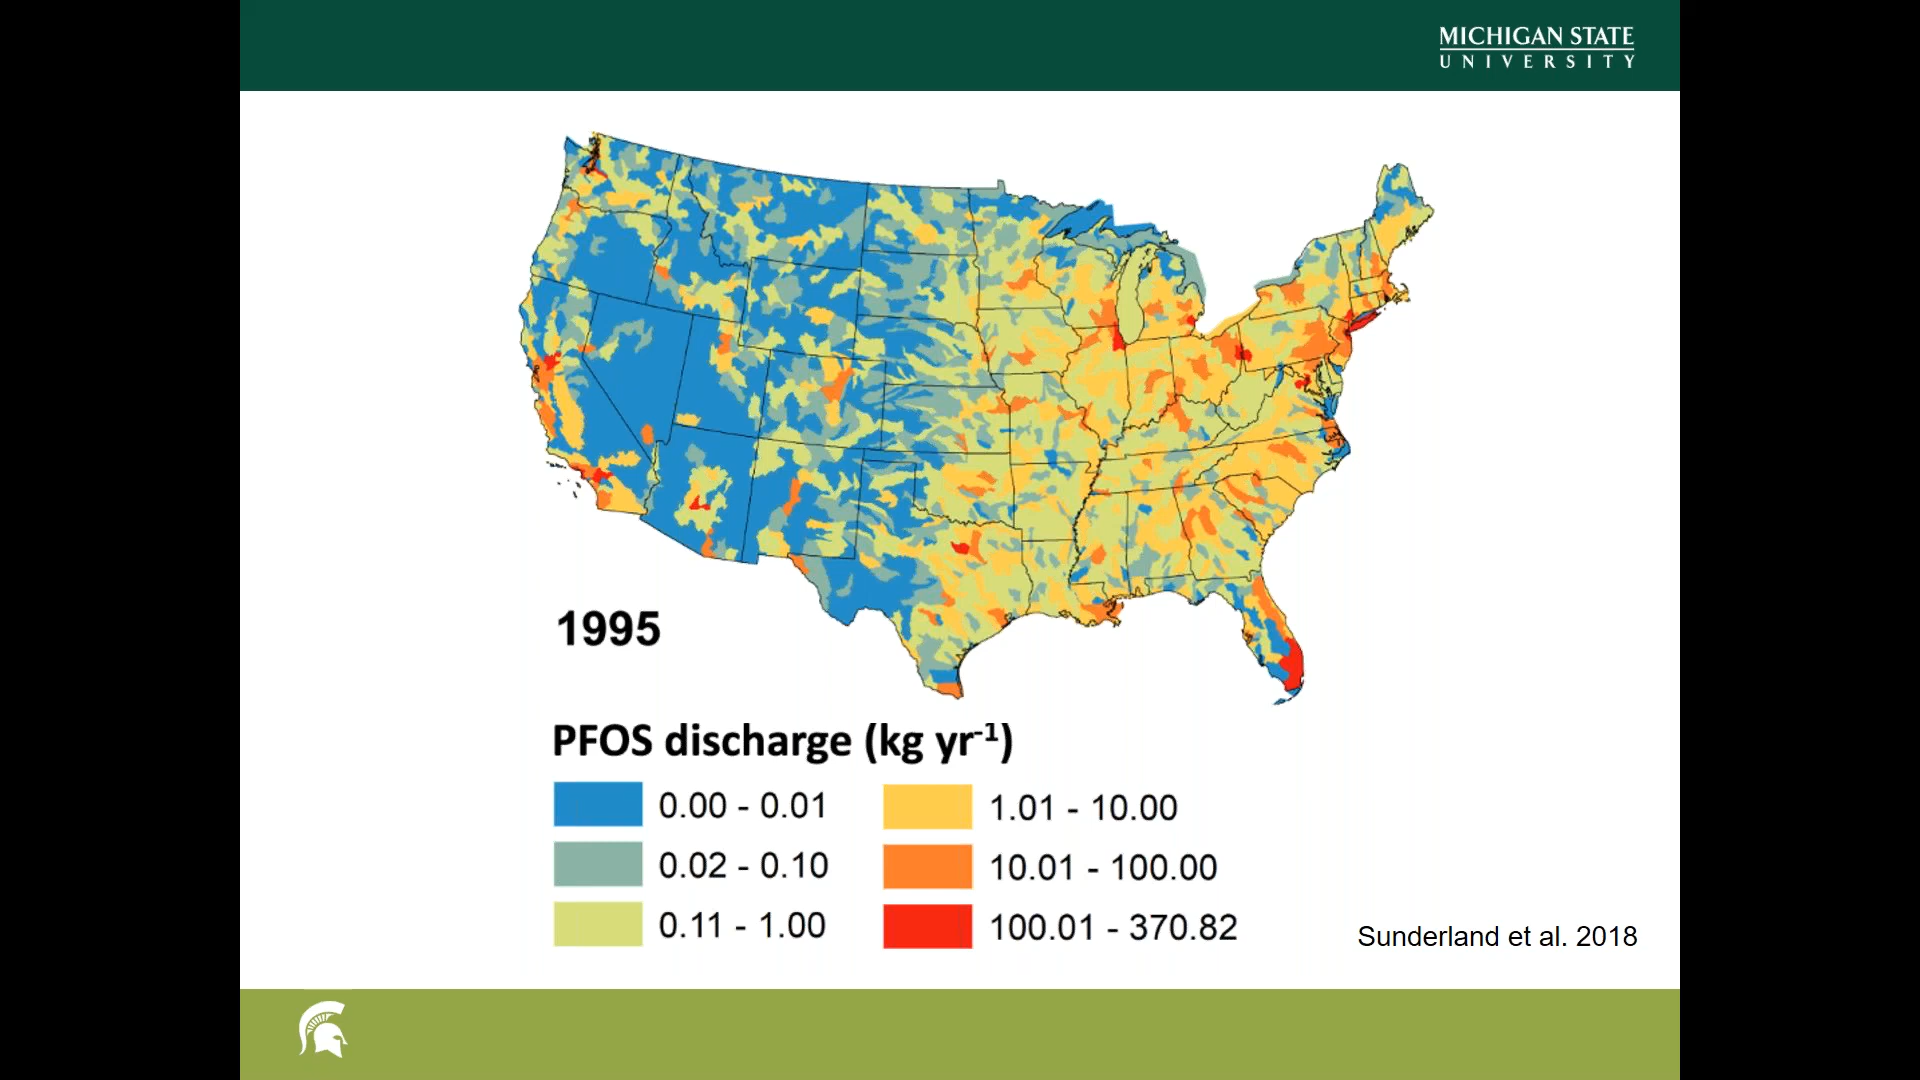 MICHIGAN STATE
UNIVERSITY
1995
PFOS discharge (kg yr⁻¹)
0.00 - 0.01
1.01 - 10.00
0.02 - 0.10
10.01 - 100.00
0.11 - 1.00
100.01 - 370.82
Sunderland et al. 2018